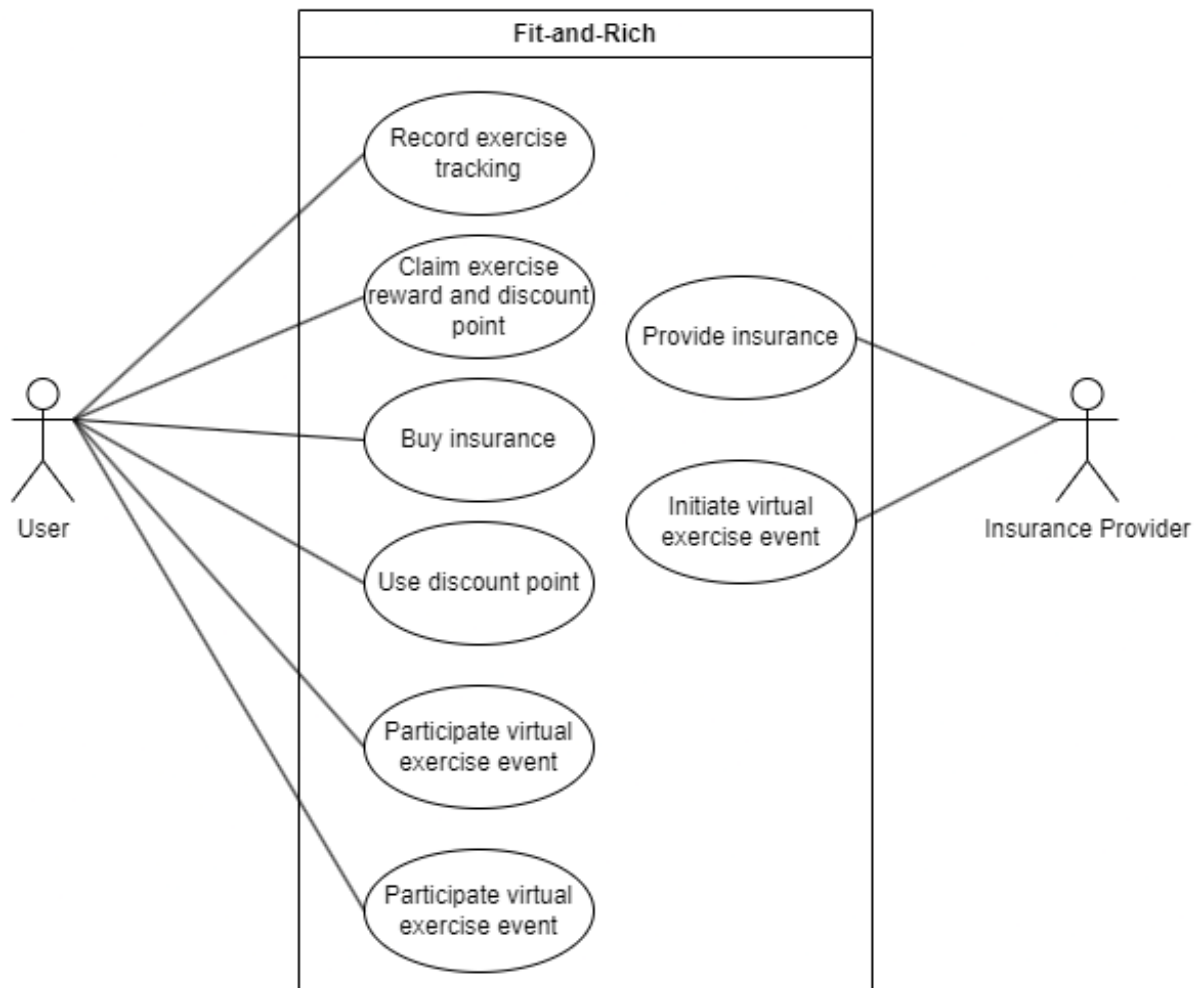 Fit-and-Rich
Record exercise
tracking
Claim exercise
reward and discount
point
Provide insurance
Buy insurance
Initiate virtual
exercise event
User
Insurance Provider
Use discount point
Participate virtual
exercise event
Participate virtual
exercise event